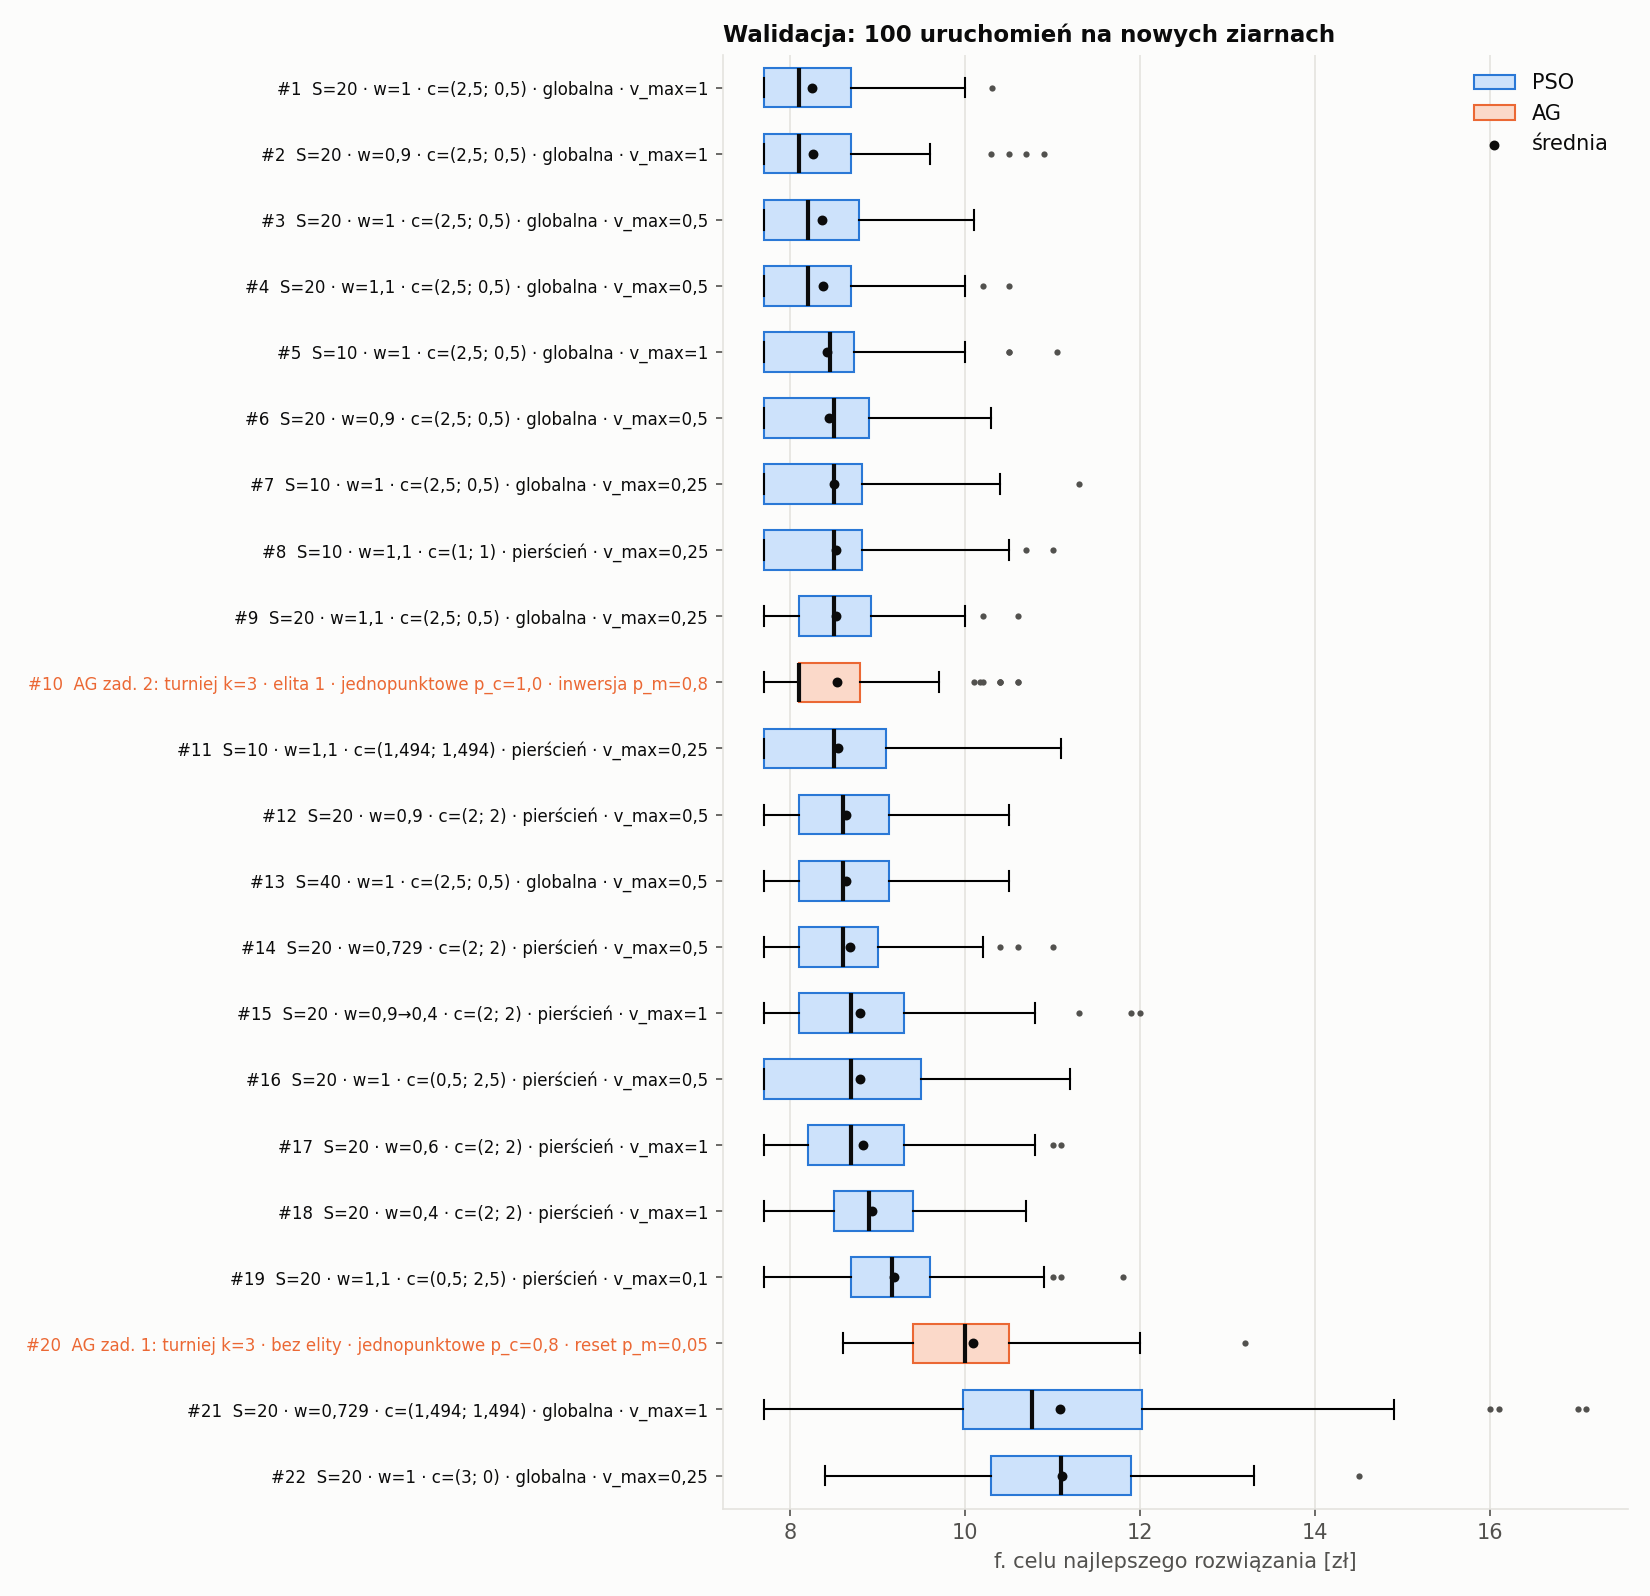 Walidacja: 100 uruchomień na nowych ziarnach
PSO
AG
średnia
#1  S=20 · w=1 · c=(2,5; 0,5) · globalna · v_max=1
#2  S=20 · w=0,9 · c=(2,5; 0,5) · globalna · v_max=1
#3  S=20 · w=1 · c=(2,5; 0,5) · globalna · v_max=0,5
#4  S=20 · w=1,1 · c=(2,5; 0,5) · globalna · v_max=0,5
#5  S=10 · w=1 · c=(2,5; 0,5) · globalna · v_max=1
#6  S=20 · w=0,9 · c=(2,5; 0,5) · globalna · v_max=0,5
#7  S=10 · w=1 · c=(2,5; 0,5) · globalna · v_max=0,25
#8  S=10 · w=1,1 · c=(1; 1) · pierścień · v_max=0,25
#9  S=20 · w=1,1 · c=(2,5; 0,5) · globalna · v_max=0,25
#10  AG zad. 2: turniej k=3 · elita 1 · jednopunktowe p_c=1,0 · inwersja p_m=0,8
#11  S=10 · w=1,1 · c=(1,494; 1,494) · pierścień · v_max=0,25
#12  S=20 · w=0,9 · c=(2; 2) · pierścień · v_max=0,5
#13  S=40 · w=1 · c=(2,5; 0,5) · globalna · v_max=0,5
#14  S=20 · w=0,729 · c=(2; 2) · pierścień · v_max=0,5
#15  S=20 · w=0,9→0,4 · c=(2; 2) · pierścień · v_max=1
#16  S=20 · w=1 · c=(0,5; 2,5) · pierścień · v_max=0,5
#17  S=20 · w=0,6 · c=(2; 2) · pierścień · v_max=1
#18  S=20 · w=0,4 · c=(2; 2) · pierścień · v_max=1
#19  S=20 · w=1,1 · c=(0,5; 2,5) · pierścień · v_max=0,1
#20  AG zad. 1: turniej k=3 · bez elity · jednopunktowe p_c=0,8 · reset p_m=0,05
#21  S=20 · w=0,729 · c=(1,494; 1,494) · globalna · v_max=1
#22  S=20 · w=1 · c=(3; 0) · globalna · v_max=0,25
8 10 12 14 16
f. celu najlepszego rozwiązania [zł]